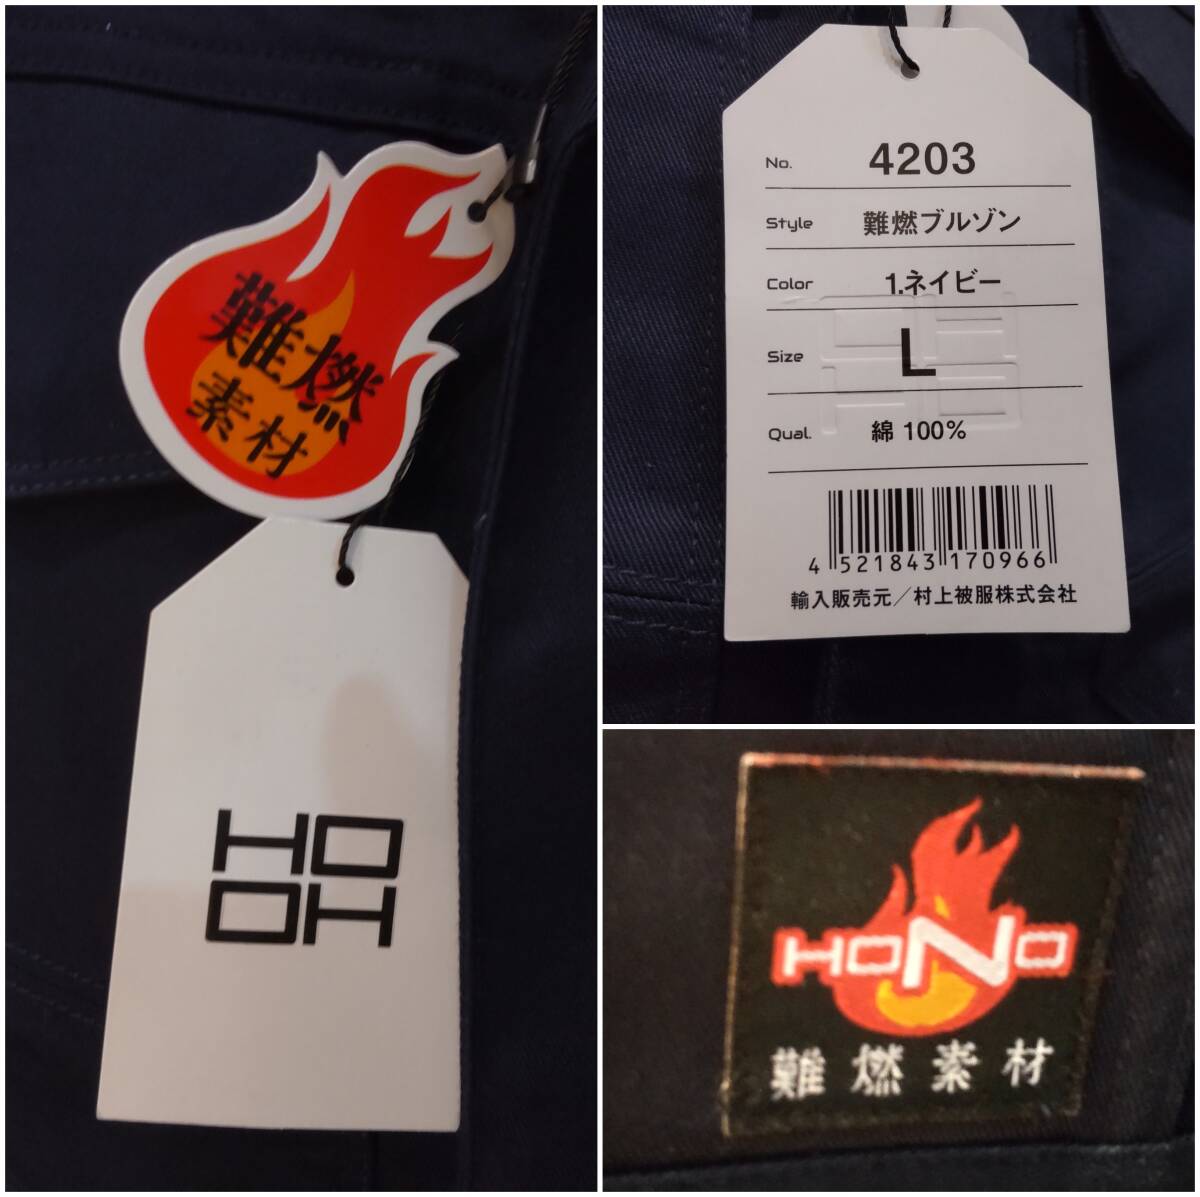 難燃
素材
HO
OH
No. 4203
Style 難燃ブルゾン
Color 1.ネイビー
Size L
Qual. 綿 100%
4 521843 170966
輸入販売元／村上被服株式会社
HONO
難燃素材